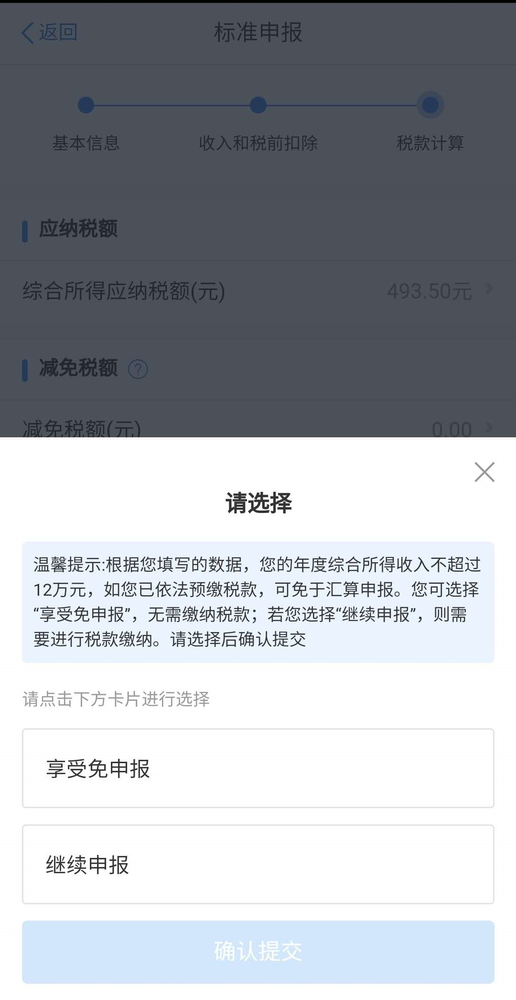 返回
标准申报
基本信息
收入和税前扣除
税款计算
应纳税额
综合所得应纳税额(元)
493.50元
减免税额
?
减免税额(元)
0.00
请选择
温馨提示:根据您填写的数据，您的年度综合所得收入不超过
12万元，如您已依法预缴税款，可免于汇算申报。您可选择
“享受免申报”，无需缴纳税款；若您选择“继续申报”，则需
要进行税款缴纳。请选择后确认提交
请点击下方卡片进行选择
享受免申报
继续申报
确认提交